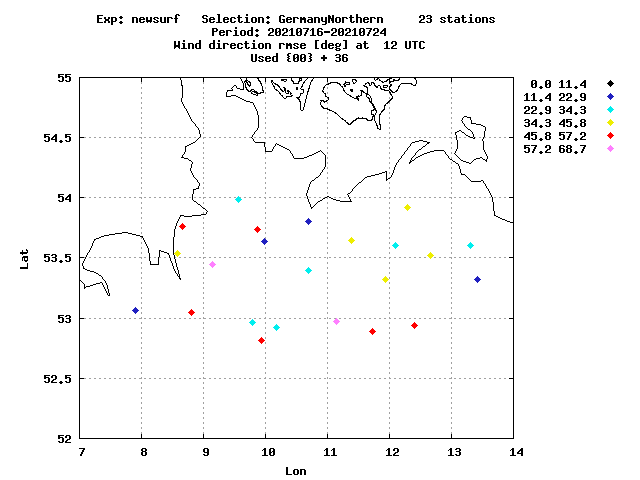 Exp: newsurf Selection: GermanyNorthern 23 stations
Period: 20210716-20210724
Wind direction rmse [deg] at 12 UTC
Used {00} + 36
55
54.5
54
53.5
53
52.5
52
7 8 9 10 11 12 13 14
Lat
Lon
0.0 11.4
11.4 22.9
22.9 34.3
34.3 45.8
45.8 57.2
57.2 68.7